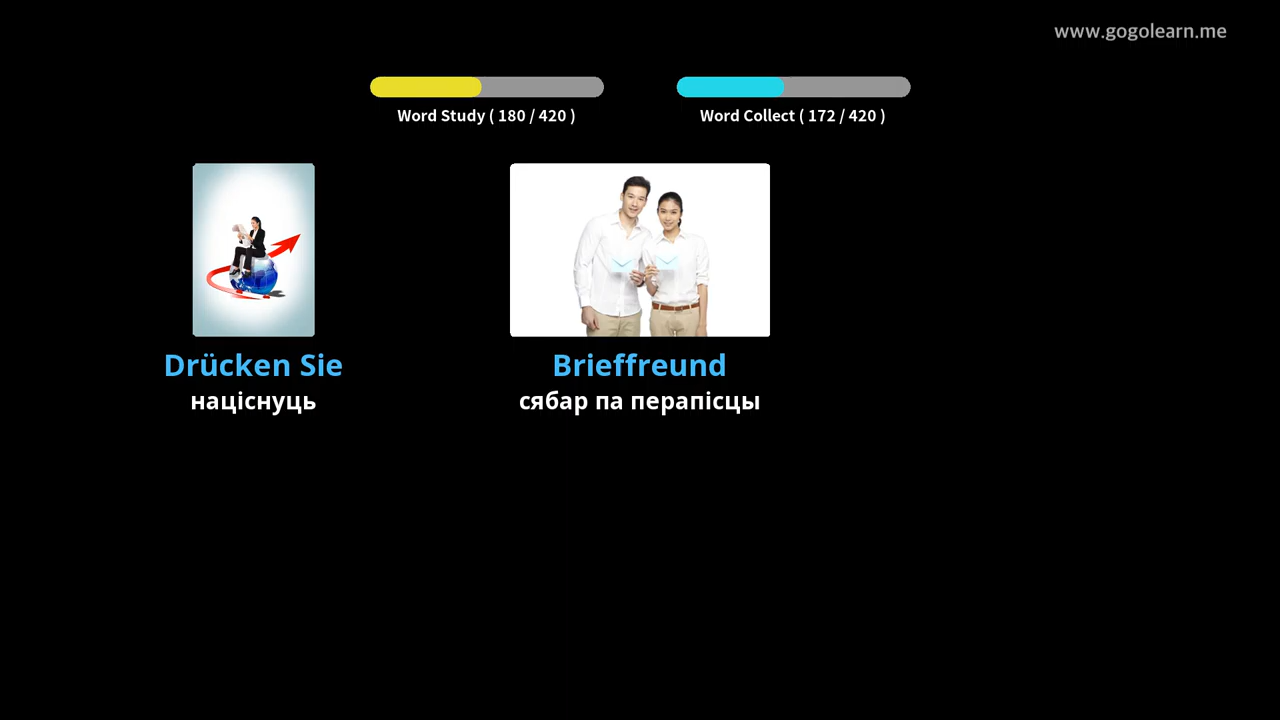 www.gogolearn.me
Word Study ( 180 / 420 )
Word Collect ( 172 / 420 )
Drücken Sie
націснуць
Brieffreund
сябар па перапісцы